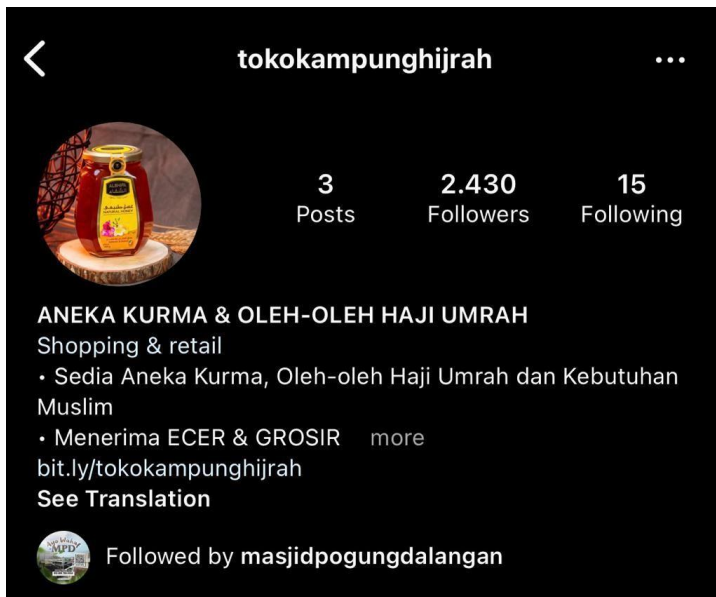 tokokampunghijrah
3
2.430
15
Posts
Followers
Following
ANEKA KURMA & OLEH-OLEH HAJI UMRAH
Shopping & retail
• Sedia Aneka Kurma, Oleh-oleh Haji Umrah dan Kebutuhan
Muslim
• Menerima ECER & GROSIR more
bit.ly/tokokampunghijrah
See Translation
MPD
Followed by masjidpogungdalangan